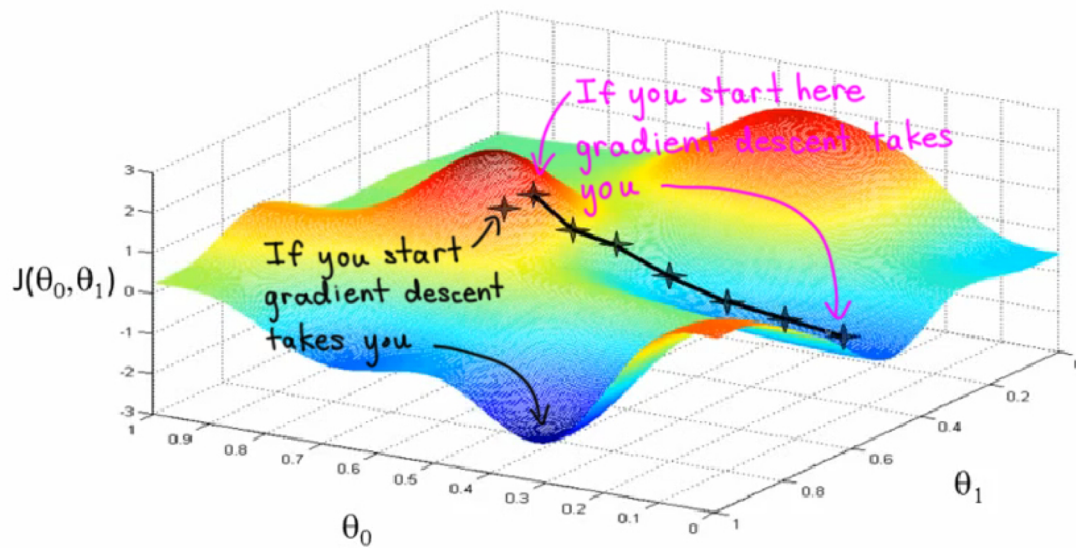 If you start here
gradient descent takes
you
If you start
gradient descent
takes you
J(θ₀,θ₁)
3
2
1
0
-1
-2
-3
1
0.9
0.8
0.7
0.6
0.5
0.4
0.3
0.2
0.1
0
θ₀
1
0.8
0.6
0.4
0.2
θ₁